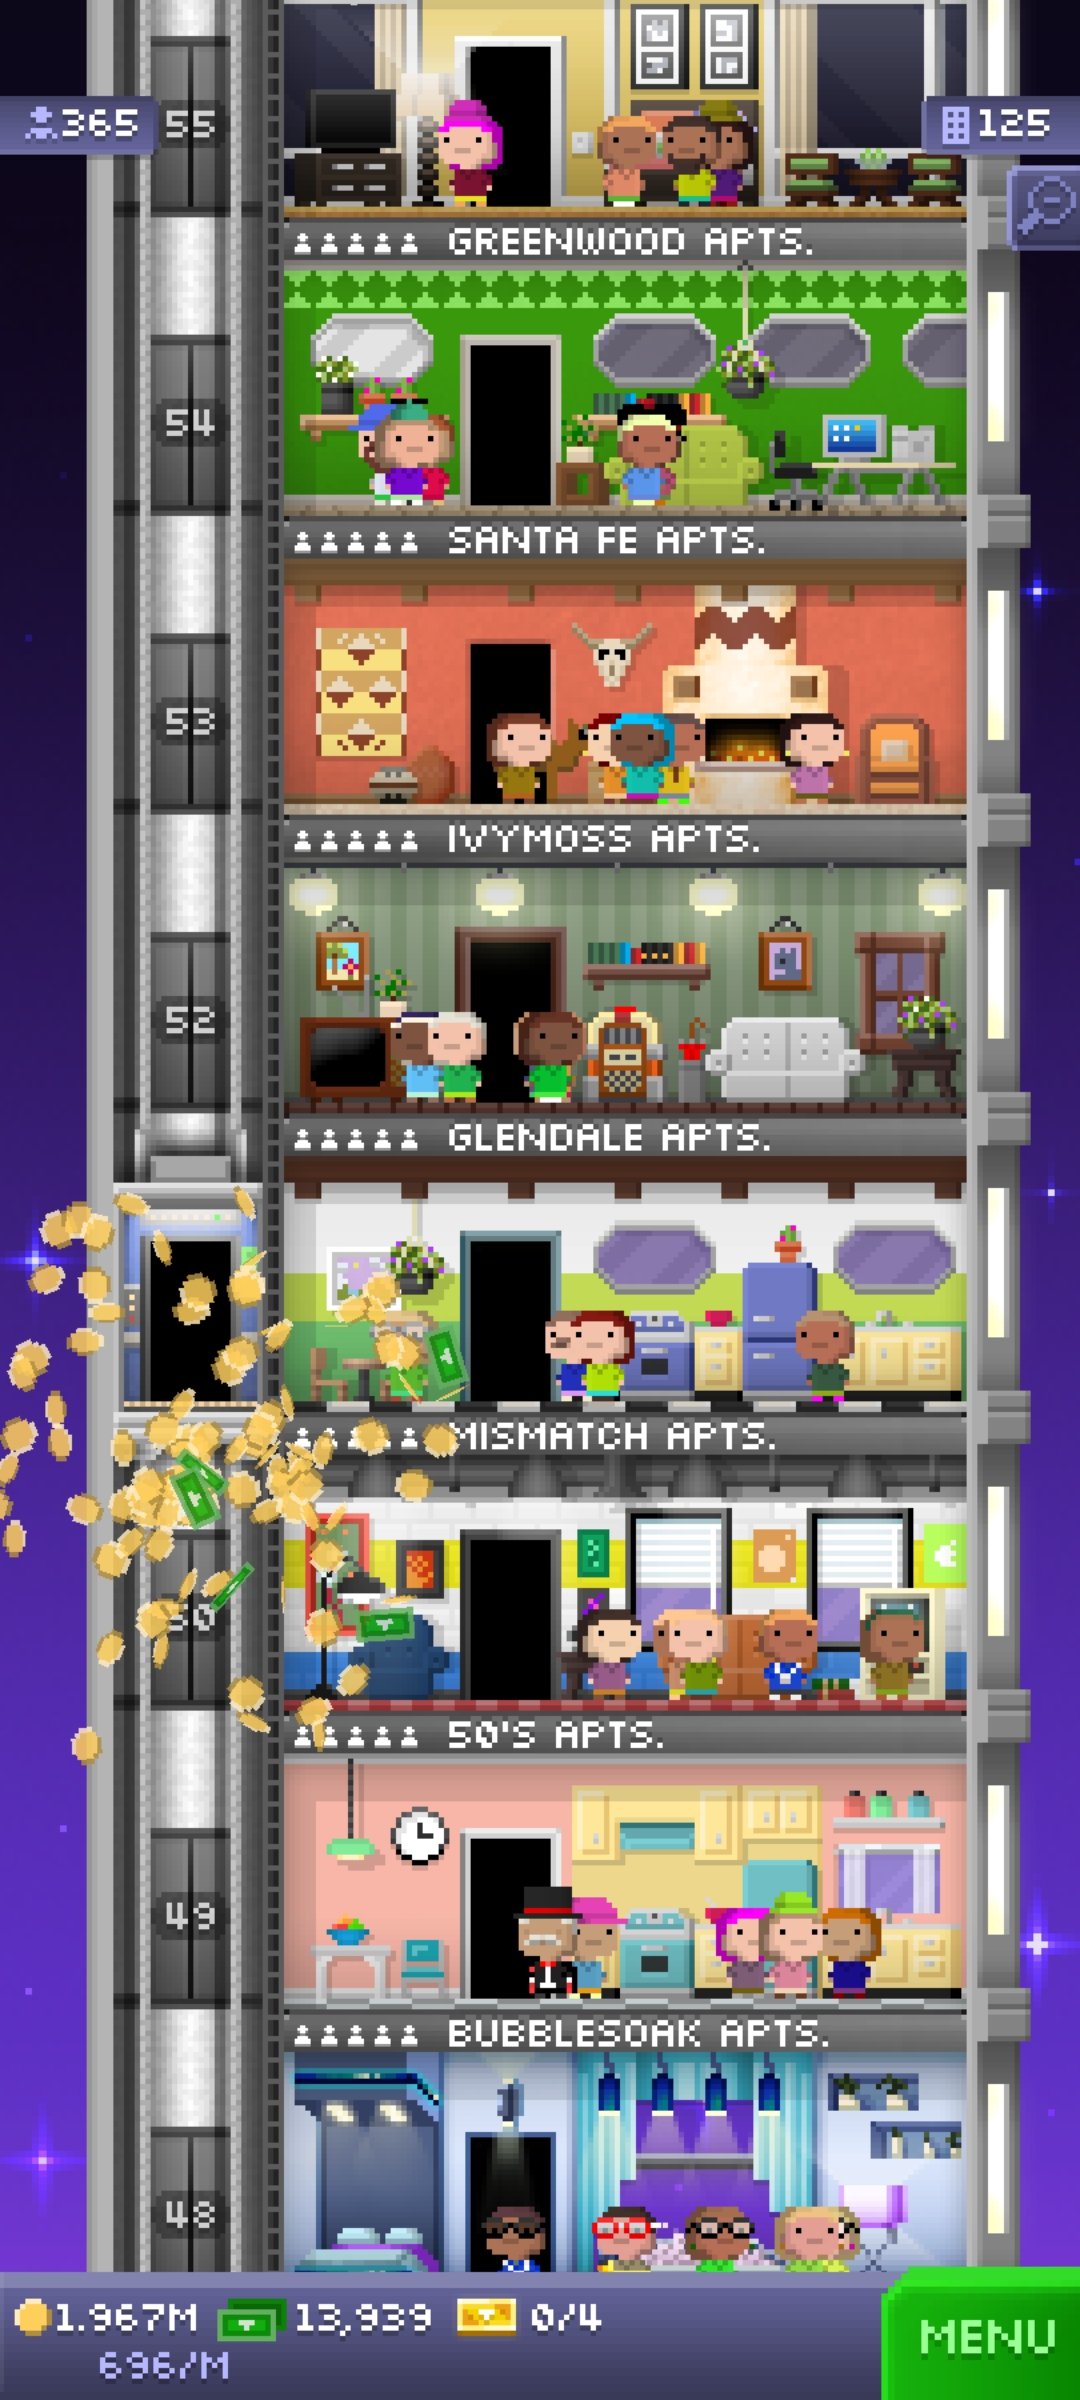 365
55
125
GREENWOOD APTS.
54
SANTA FE APTS.
53
IVYMOSS APTS.
52
GLENDALE APTS.
MISMATCH APTS.
50
50'S APTS.
49
BUBBLESOAK APTS.
48
1.967M
13,939
0/4
MENU
696/M